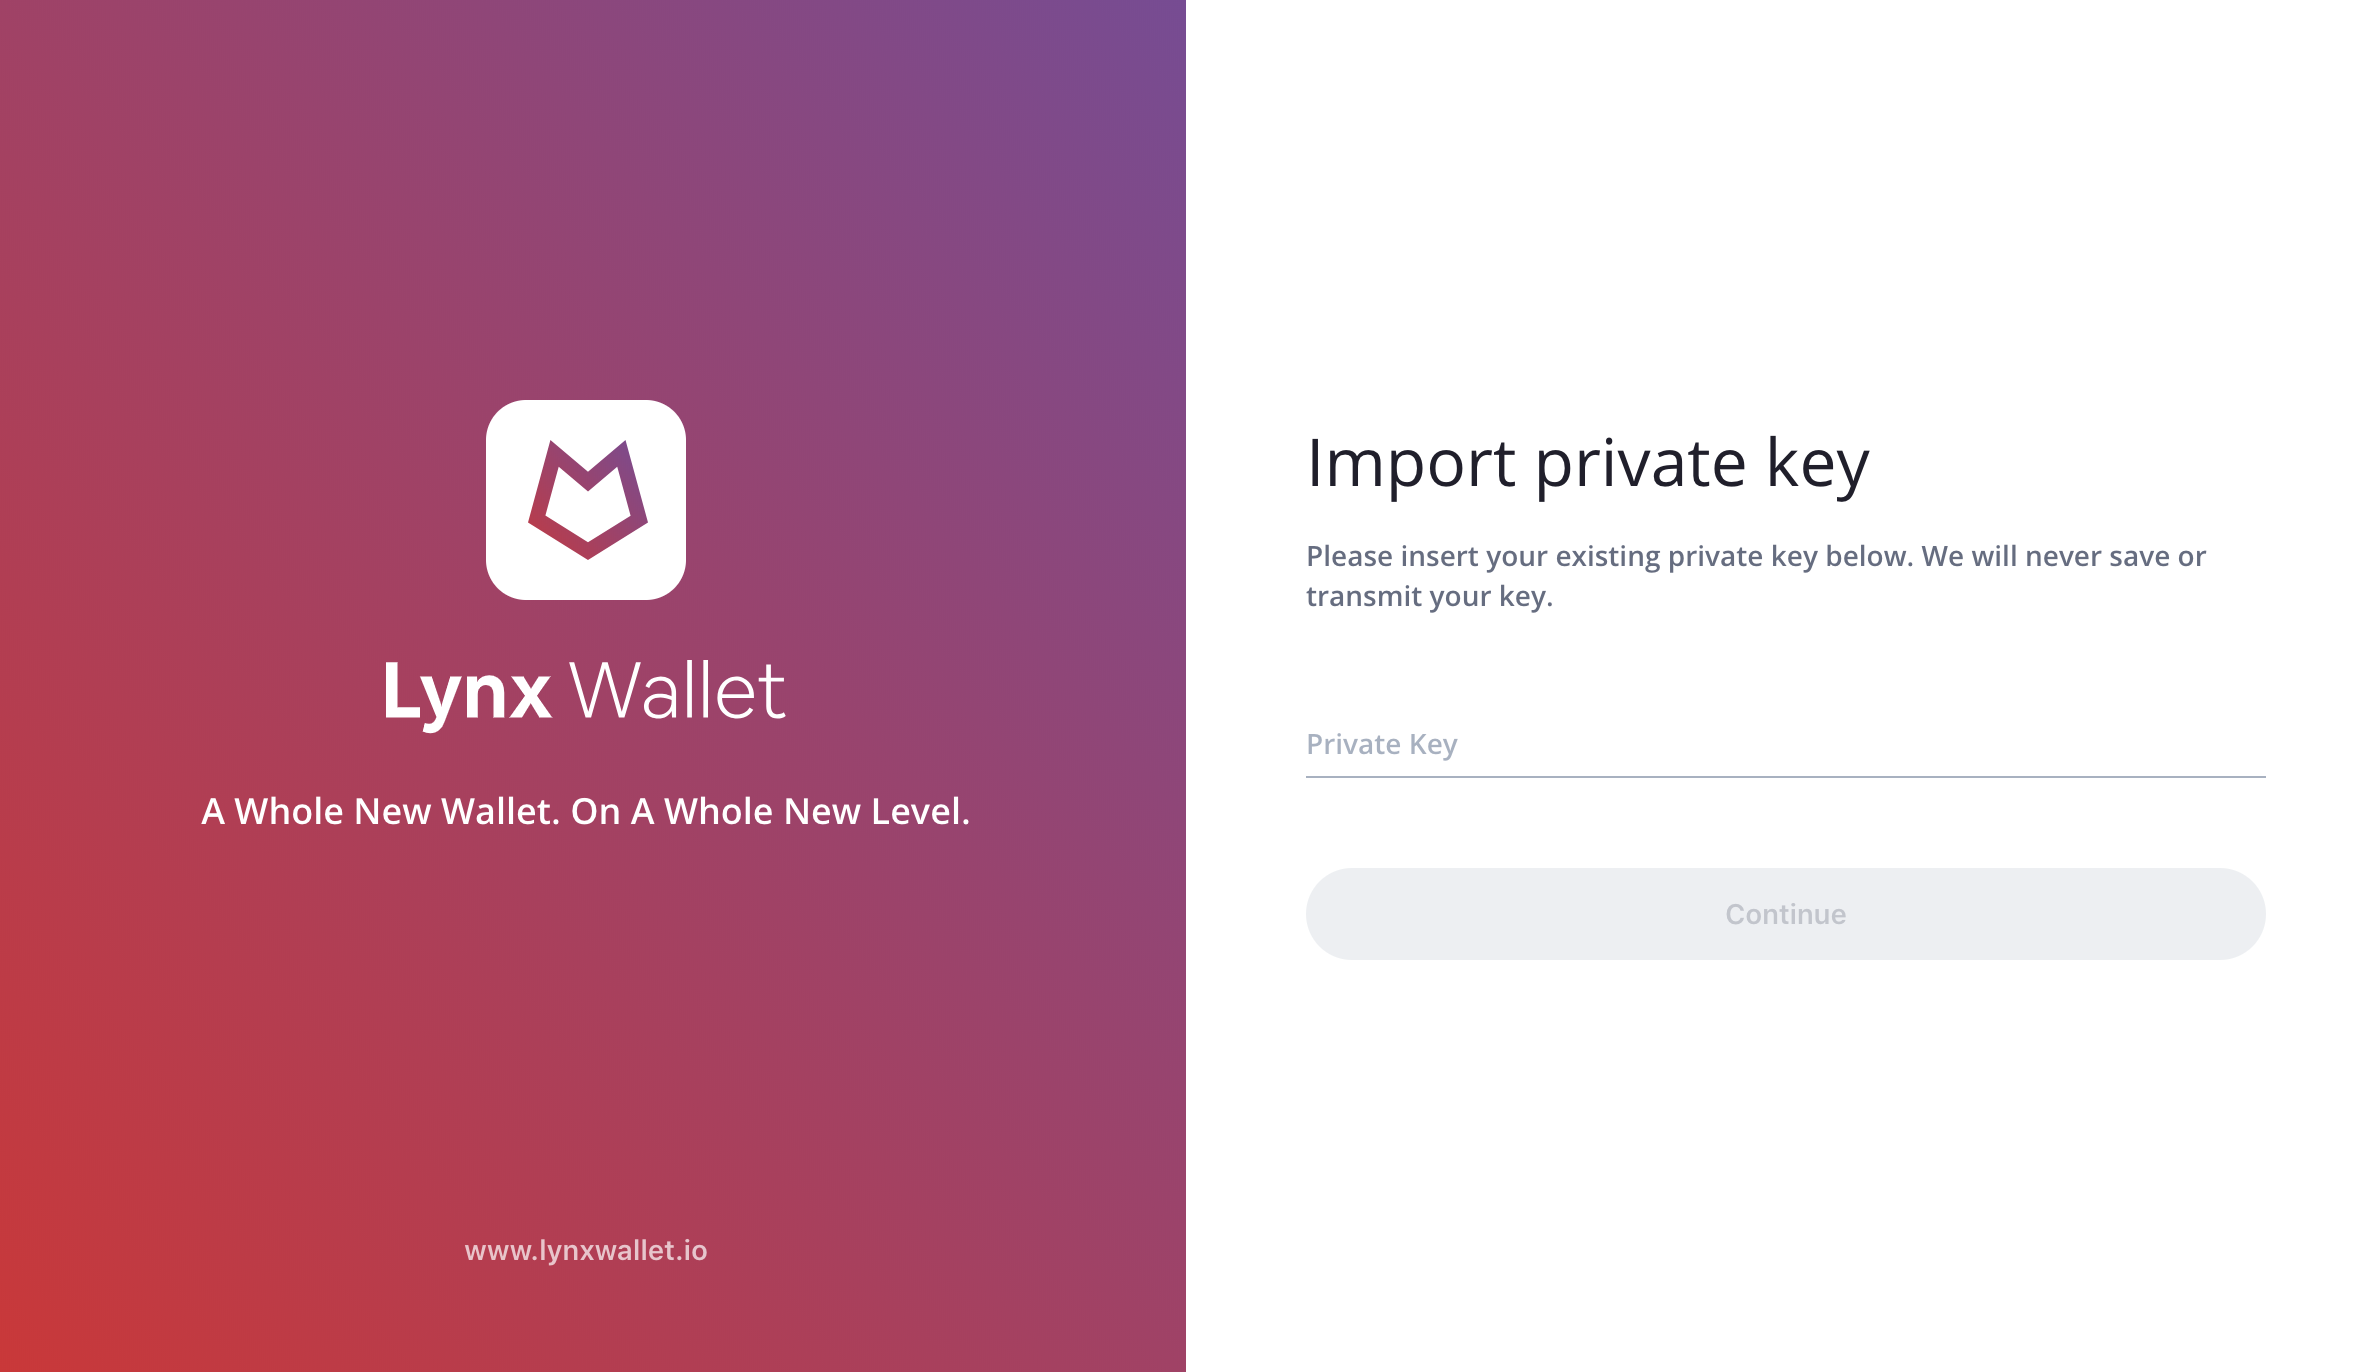 Lynx Wallet
A Whole New Wallet. On A Whole New Level.
www.lynxwallet.io
Import private key
Please insert your existing private key below. We will never save or
transmit your key.
Private Key
Continue